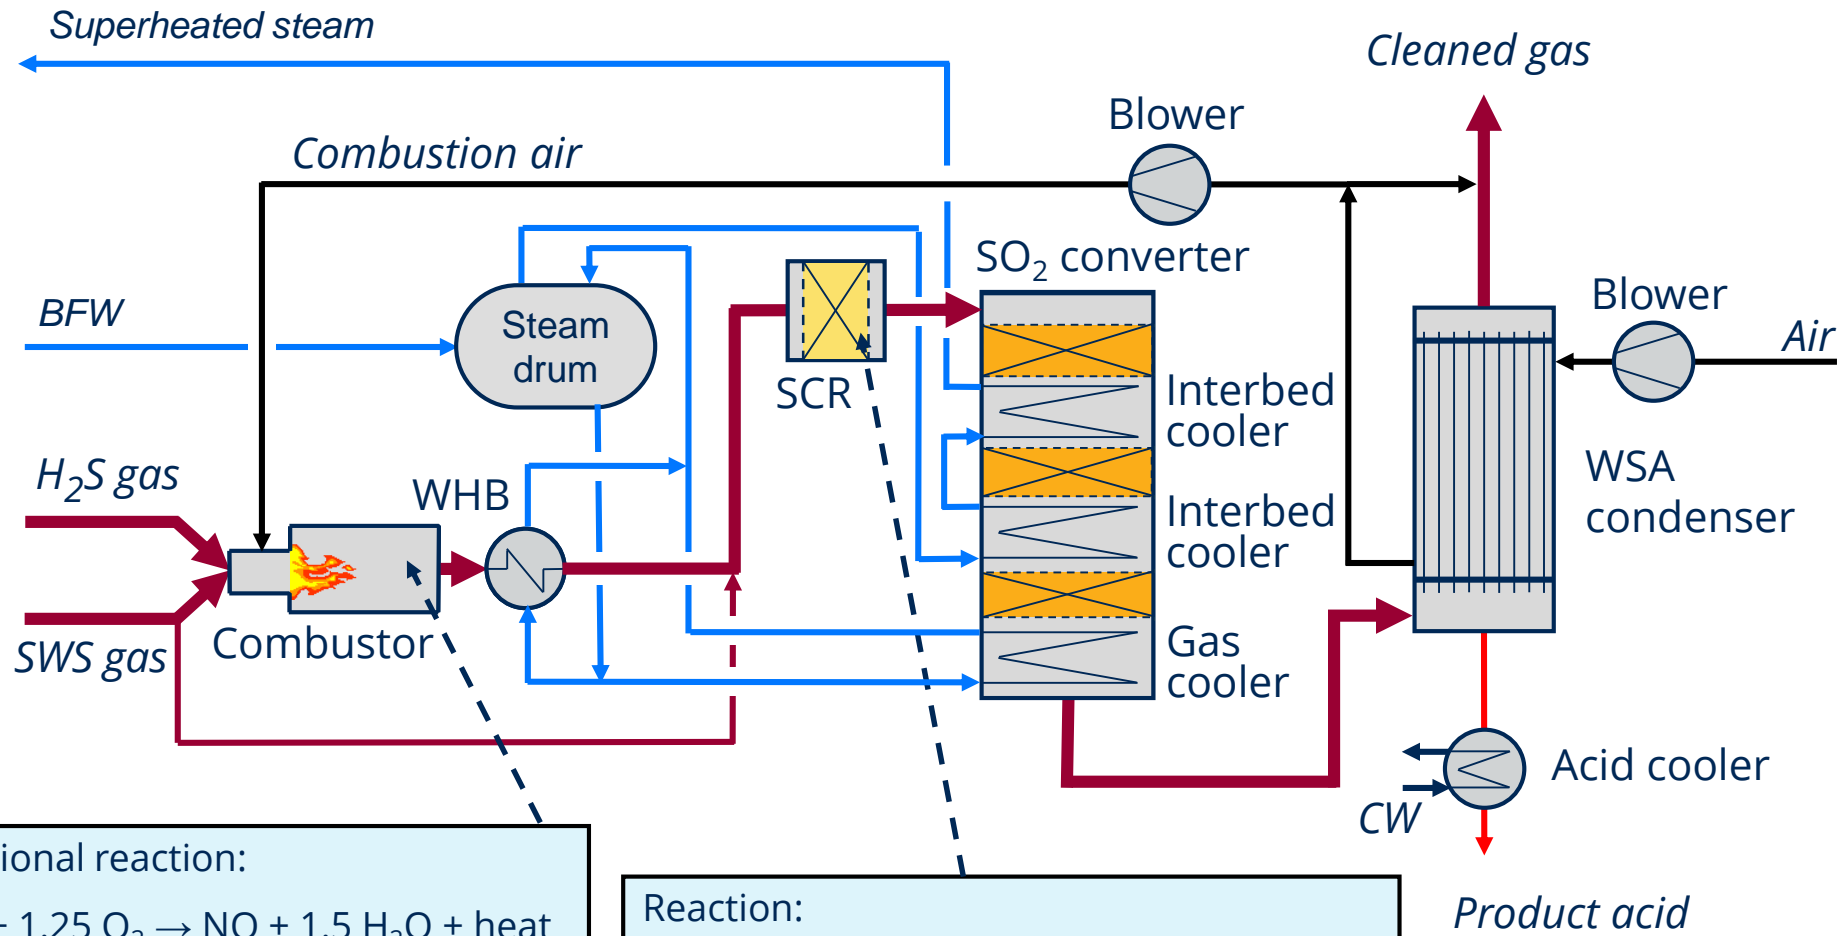 Superheated steam
Cleaned gas
Blower
Combustion air
SO₂ converter
Blower
BFW
Steam
drum
Air
SCR
Interbed
cooler
H₂S gas
WHB
WSA
condenser
Interbed
cooler
Combustor
SWS gas
Gas
cooler
Acid cooler
CW
ional reaction:
Reaction:
Product acid
+ 1.25 O₂ → NO + 1.5 H₂O + heat